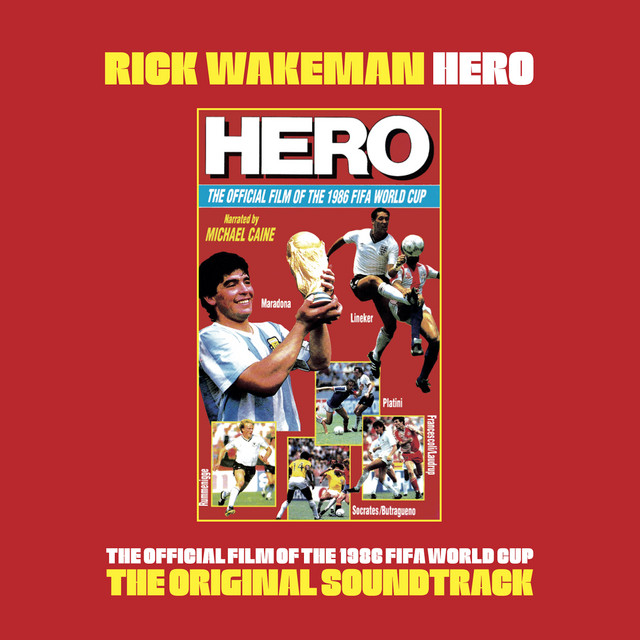 RICK WAKEMAN HERO
HERO
THE OFFICIAL FILM OF THE 1986 FIFA WORLD CUP
Narrated by
MICHAEL CAINE
Maradona
Lineker
Platini
Francescoli/Laudrup
Rummenigge
Socrates/Butragueno
THE OFFICIAL FILM OF THE 1986 FIFA WORLD CUP
THE ORIGINAL SOUNDTRACK